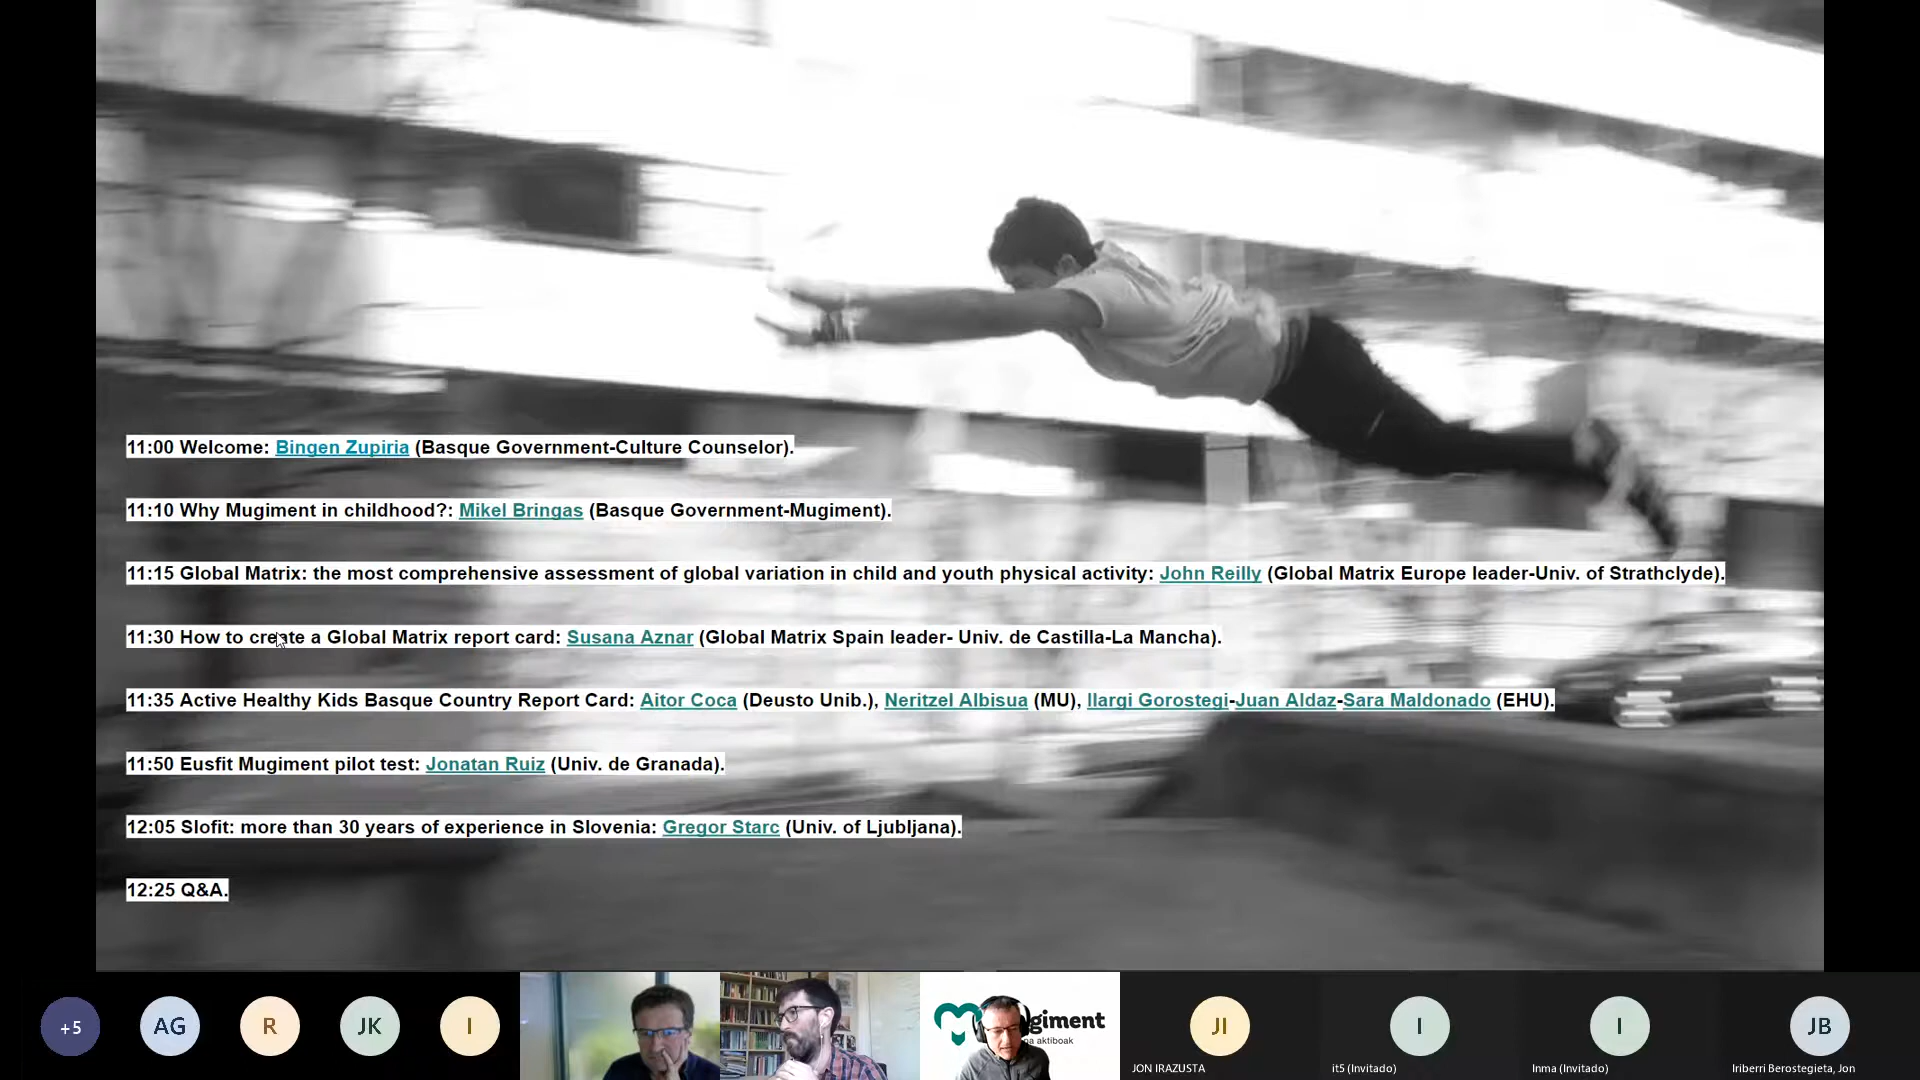 11:00 Welcome: Bingen Zupiria (Basque Government-Culture Counselor).
11:10 Why Mugiment in childhood?: Mikel Bringas (Basque Government-Mugiment).
11:15 Global Matrix: the most comprehensive assessment of global variation in child and youth physical activity: John Reilly (Global Matrix Europe leader-Univ. of Strathclyde).
11:30 How to create a Global Matrix report card: Susana Aznar (Global Matrix Spain leader- Univ. de Castilla-La Mancha).
11:35 Active Healthy Kids Basque Country Report Card: Aitor Coca (Deusto Unib.), Neritzel Albisua (MU), Ilargi Gorostegi-Juan Aldaz-Sara Maldonado (EHU).
11:50 Eusfit Mugiment pilot test: Jonatan Ruiz (Univ. de Granada).
12:05 Slofit: more than 30 years of experience in Slovenia: Gregor Starc (Univ. of Ljubljana).
12:25 Q&A.
+5
AG
R
JK
I
giment
aktiboak
JI
I
I
JB
JON IRAZUSTA
it5 (Invitado)
Inma (Invitado)
Iriberri Berostegieta, Jon